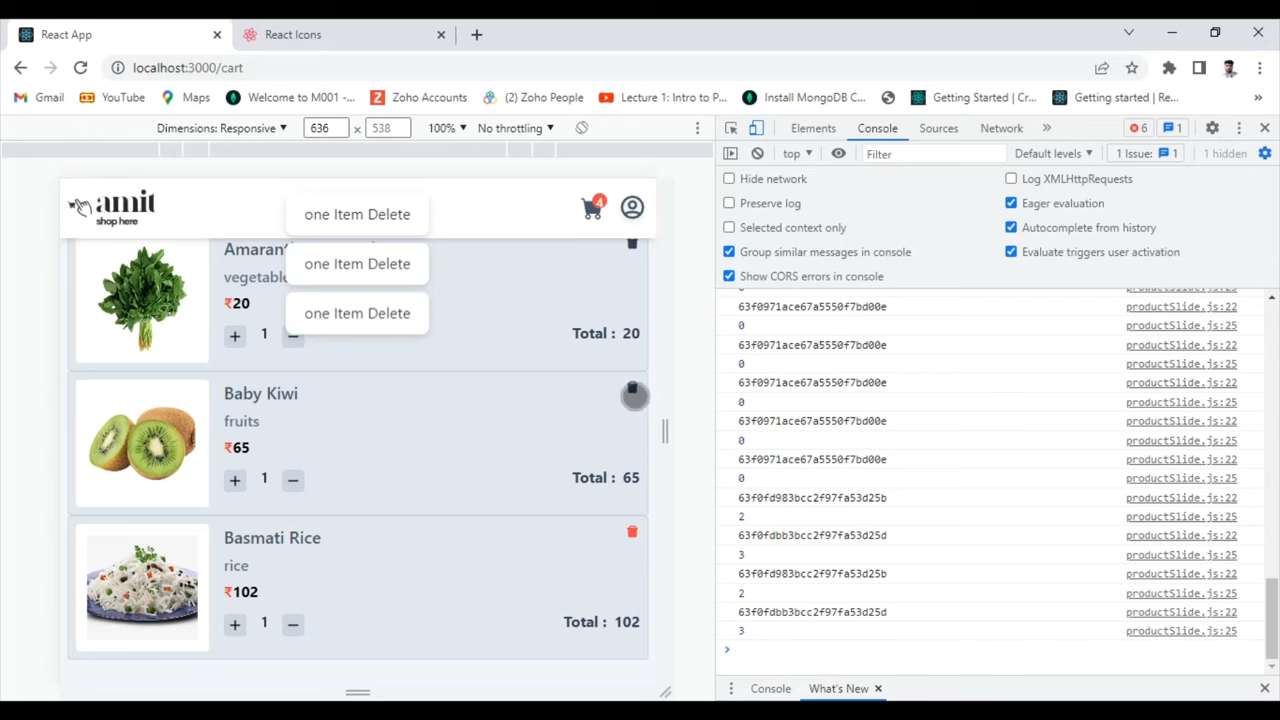 React App
React Icons
localhost:3000/cart
Gmail
YouTube
Maps
Welcome to M001 -...
Zoho Accounts
(2) Zoho People
Lecture 1: Intro to P...
Install MongoDB C...
Getting Started | Cr...
Getting started | Re...
»
Dimensions: Responsive
636 x 538
100%
No throttling
Elements
Console
Sources
Network
»
6
1
top
Filter
Default levels
1 Issue: 1
1 hidden
Hide network
Log XMLHttpRequests
Preserve log
Eager evaluation
Selected context only
Autocomplete from history
Group similar messages in console
Evaluate triggers user activation
Show CORS errors in console
amit
shop here
4
one Item Delete
one Item Delete
one Item Delete
vegetable
₹20
+ 1 −
Total : 20
Baby Kiwi
fruits
₹65
+ 1 −
Total : 65
Basmati Rice
rice
₹102
+ 1 −
Total : 102
63f0971ace67a5550f7bd00e productSlide.js:22
0 productSlide.js:25
63f0971ace67a5550f7bd00e productSlide.js:22
0 productSlide.js:25
63f0971ace67a5550f7bd00e productSlide.js:22
0 productSlide.js:25
63f0971ace67a5550f7bd00e productSlide.js:22
0 productSlide.js:25
63f0971ace67a5550f7bd00e productSlide.js:22
0 productSlide.js:25
63f0fd983bcc2f97fa53d25b productSlide.js:22
2 productSlide.js:25
63f0fdbb3bcc2f97fa53d25d productSlide.js:22
3 productSlide.js:25
63f0fd983bcc2f97fa53d25b productSlide.js:22
2 productSlide.js:25
63f0fdbb3bcc2f97fa53d25d productSlide.js:22
3 productSlide.js:25
Console
What's New